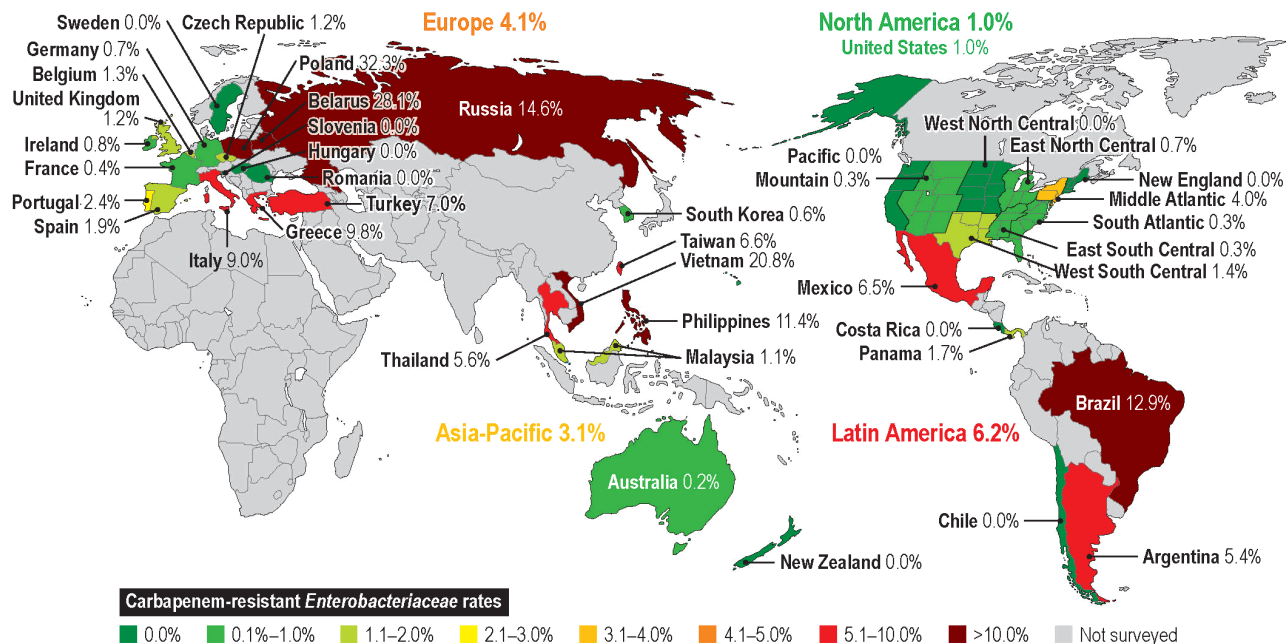 Sweden 0.0%
Czech Republic 1.2%
Europe 4.1%
North America 1.0%
United States 1.0%
Germany 0.7%
Belgium 1.3%
Poland 32.3%
United Kingdom
1.2%
Belarus 28.1%
Russia 14.6%
Slovenia 0.0%
Ireland 0.8%
Hungary 0.0%
France 0.4%
Romania 0.0%
Portugal 2.4%
Turkey 7.0%
Spain 1.9%
Greece 9.8%
Italy 9.0%
West North Central 0.0%
East North Central 0.7%
Pacific 0.0%
Mountain 0.3%
New England 0.0%
Middle Atlantic 4.0%
South Atlantic 0.3%
East South Central 0.3%
West South Central 1.4%
South Korea 0.6%
Taiwan 6.6%
Vietnam 20.8%
Mexico 6.5%
Philippines 11.4%
Costa Rica 0.0%
Panama 1.7%
Thailand 5.6%
Malaysia 1.1%
Brazil 12.9%
Asia-Pacific 3.1%
Latin America 6.2%
Australia 0.2%
Chile 0.0%
New Zealand 0.0%
Argentina 5.4%
Carbapenem-resistant Enterobacteriaceae rates
0.0% 0.1%–1.0% 1.1–2.0% 2.1–3.0% 3.1–4.0% 4.1–5.0% 5.1–10.0% >10.0% Not surveyed